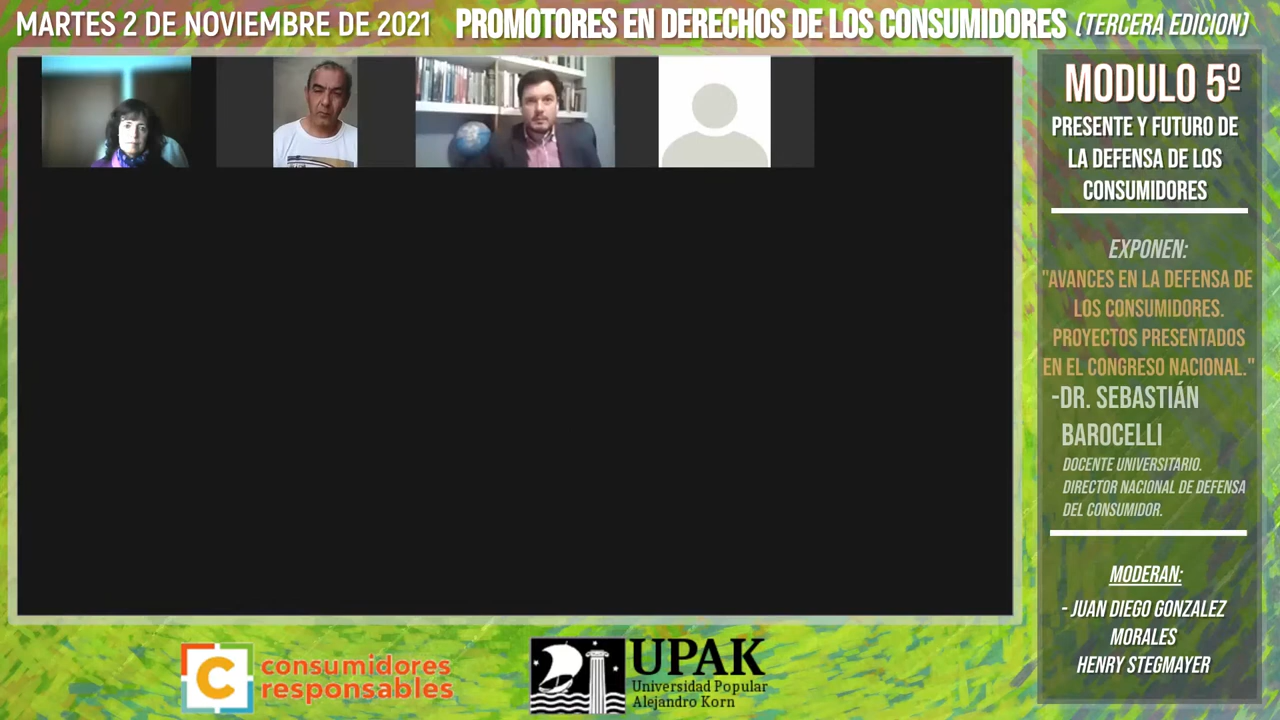 MARTES 2 DE NOVIEMBRE DE 2021 PROMOTORES EN DERECHOS DE LOS CONSUMIDORES (TERCERA EDICION)
MODULO 5º
PRESENTE Y FUTURO DE
LA DEFENSA DE LOS
CONSUMIDORES
EXPONEN:
"AVANCES EN LA DEFENSA DE
LOS CONSUMIDORES.
PROYECTOS PRESENTADOS
EN EL CONGRESO NACIONAL."
-DR. SEBASTIÁN
BAROCELLI
DOCENTE UNIVERSITARIO.
DIRECTOR NACIONAL DE DEFENSA
DEL CONSUMIDOR.
MODERAN:
- JUAN DIEGO GONZALEZ
MORALES
HENRY STEGMAYER
C
consumidores
responsables
UPAK
Universidad Popular
Alejandro Korn